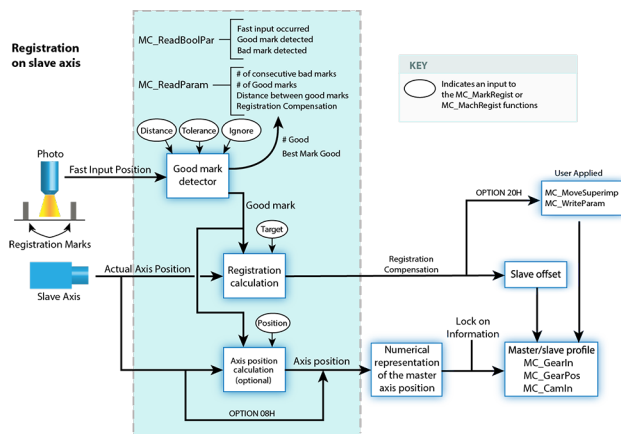 Registration
on slave axis
MC_ReadBoolPar
Fast input occurred
Good mark detected
Bad mark detected
MC_ReadParam
# of consecutive bad marks
# of Good marks
Distance between good marks
Registration Compensation
KEY
Indicates an input to
the MC_MarkRegist or
MC_MachRegist functions
Distance
Tolerance
Ignore
# Good
Best Mark Good
Photo
Fast Input Position
Good mark
detector
Registration Marks
Good mark
User Applied
MC_MoveSuperimp
MC_WriteParam
OPTION 20H
Target
Slave Axis
Actual Axis Position
Registration
calculation
Registration
Compensation
Slave offset
Position
Axis position
calculation
(optional)
Axis position
OPTION 08H
Numerical
representation
of the master
axis position
Lock on
Information
Master/slave profile
MC_GearIn
MC_GearPos
MC_CamIn